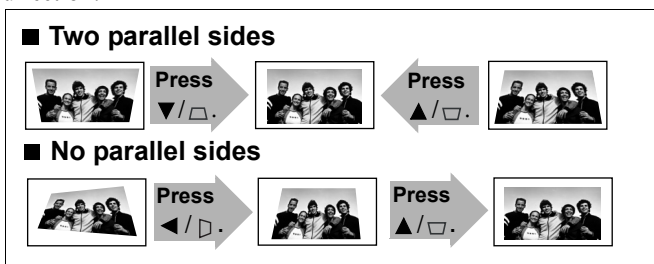 ■ Two parallel sides
Press
▼/⏢.
Press
▲/⏢.
■ No parallel sides
Press
◀/▯.
Press
▲/⏢.